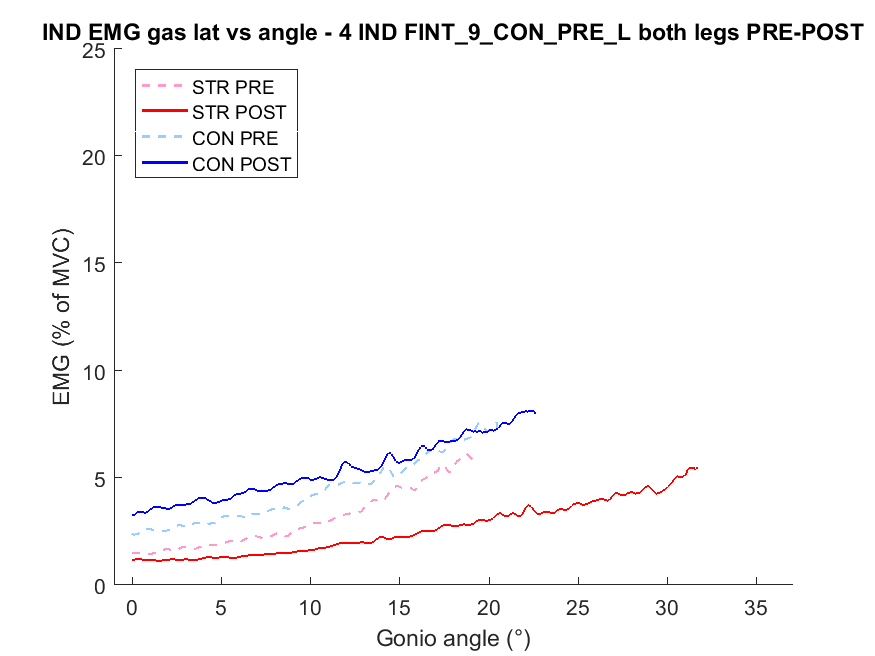 IND EMG gas lat vs angle - 4 IND FINT_9_CON_PRE_L both legs PRE-POST
25
20
15
10
5
0
EMG (% of MVC)
STR PRE
STR POST
CON PRE
CON POST
0 5 10 15 20 25 30 35
Gonio angle (°)